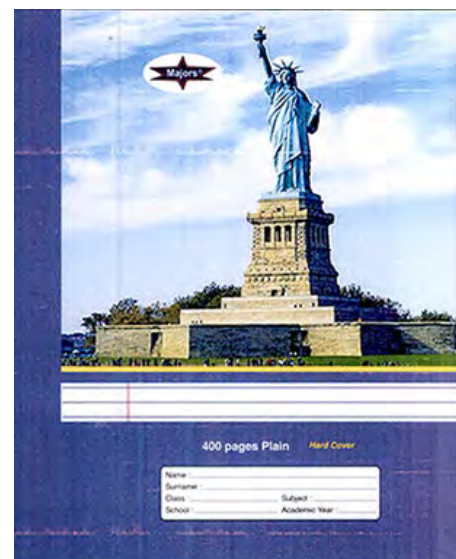 Majors®
400 pages Plain Hard Cover
Name :
Surname :
Class : Subject :
School : Academic Year :